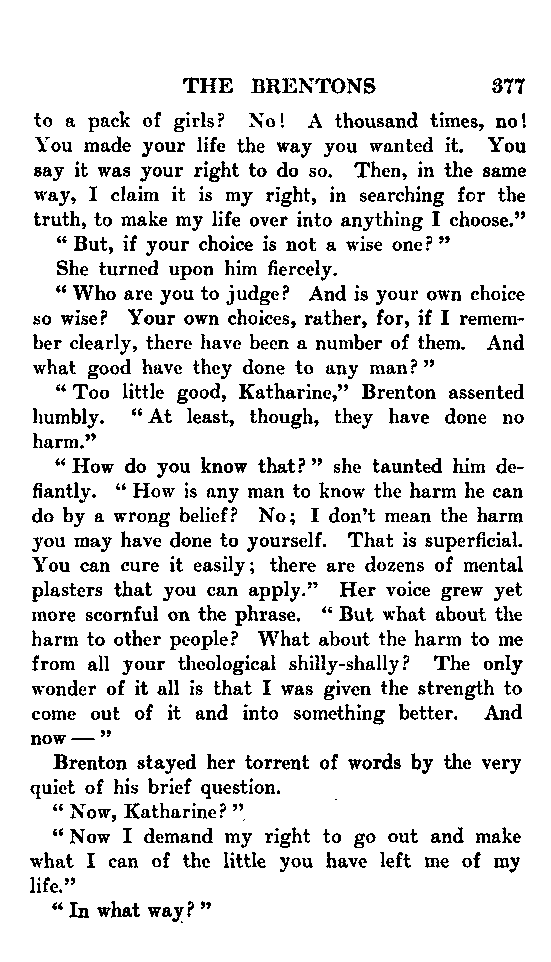 THE BRENTONS 377
to a pack of girls? No! A thousand times, no!
You made your life the way you wanted it. You
say it was your right to do so. Then, in the same
way, I claim it is my right, in searching for the
truth, to make my life over into anything I choose.”
“ But, if your choice is not a wise one? ”
She turned upon him fiercely.
“ Who are you to judge? And is your own choice
so wise? Your own choices, rather, for, if I remem-
ber clearly, there have been a number of them. And
what good have they done to any man? ”
“ Too little good, Katharine,” Brenton assented
humbly. “ At least, though, they have done no
harm.”
“ How do you know that? ” she taunted him de-
fiantly. “ How is any man to know the harm he can
do by a wrong belief? No; I don’t mean the harm
you may have done to yourself. That is superficial.
You can cure it easily; there are dozens of mental
plasters that you can apply.” Her voice grew yet
more scornful on the phrase. “ But what about the
harm to other people? What about the harm to me
from all your theological shilly-shally? The only
wonder of it all is that I was given the strength to
come out of it and into something better. And
now — ”
Brenton stayed her torrent of words by the very
quiet of his brief question.
“ Now, Katharine? ”
“ Now I demand my right to go out and make
what I can of the little you have left me of my
life.”
“ In what way? ”